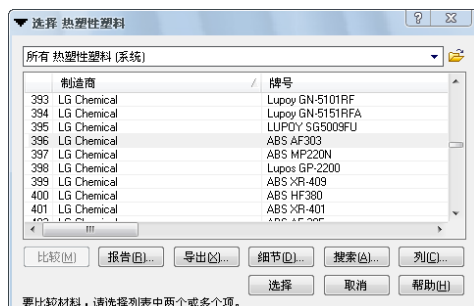 选择 热塑性塑料
所有 热塑性塑料 (系统)
制造商 / 牌号
393 LG Chemical Lupoy GN-5101RF
394 LG Chemical Lupoy GN-5151RFA
395 LG Chemical LUPOY SG5009FU
396 LG Chemical ABS AF303
397 LG Chemical ABS MP220N
398 LG Chemical Lupos GP-2200
399 LG Chemical ABS XR-409
400 LG Chemical ABS HF380
401 LG Chemical ABS XR-401
比较(M) 报告(R)... 导出(X)... 细节(D)... 搜索(A)... 列(C)...
选择 取消 帮助(H)
要比较材料，请选择列表中两个或多个项。